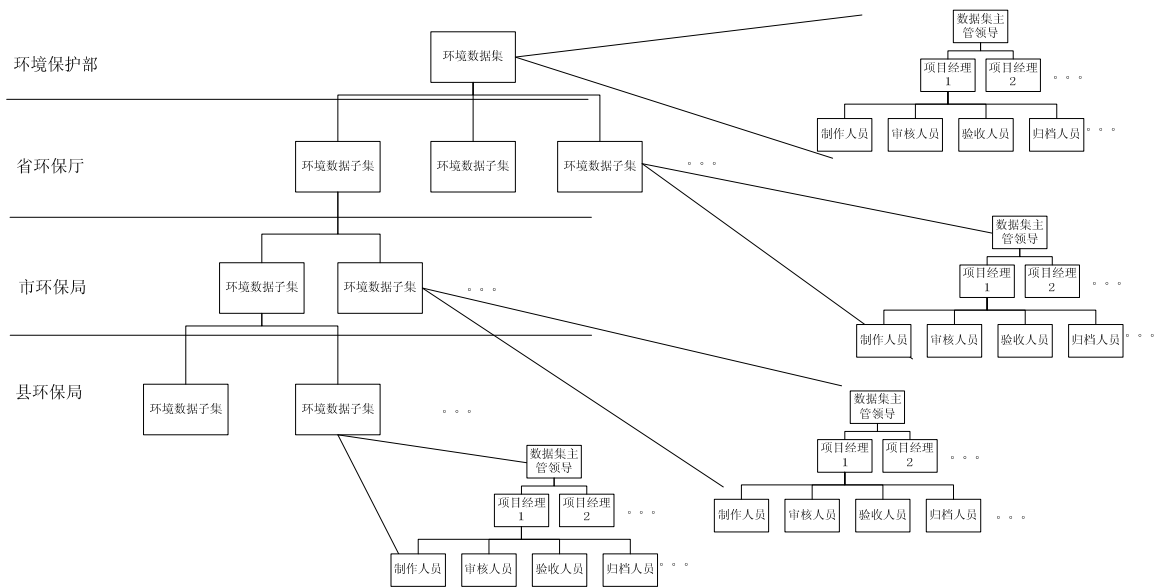 环境保护部
环境数据集
数据集主
管领导
项目经理
1
项目经理
2
。。。
制作人员
审核人员
验收人员
归档人员
。。。
省环保厅
环境数据子集
环境数据子集
环境数据子集
。。。
数据集主
管领导
项目经理
1
项目经理
2
。。。
制作人员
审核人员
验收人员
归档人员
。。。
市环保局
环境数据子集
环境数据子集
。。。
数据集主
管领导
项目经理
1
项目经理
2
。。。
制作人员
审核人员
验收人员
归档人员
。。。
县环保局
环境数据子集
环境数据子集
。。。
数据集主
管领导
项目经理
1
项目经理
2
。。。
制作人员
审核人员
验收人员
归档人员
。。。